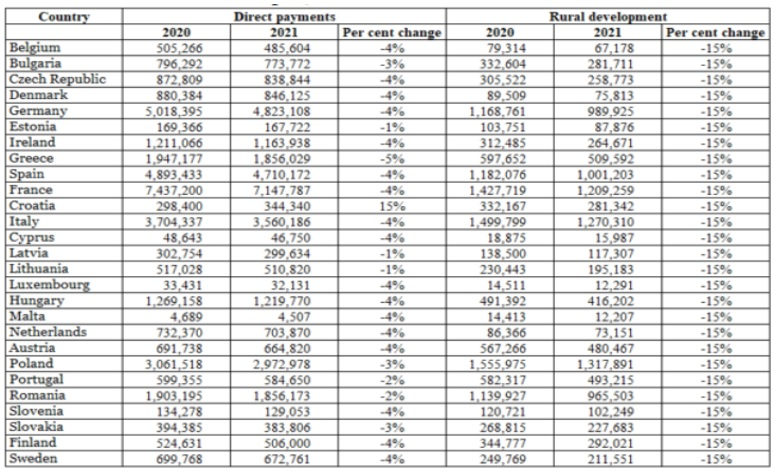 Country Direct payments Rural development
2020 2021 Per cent change 2020 2021 Per cent change
Belgium 505,266 485,604 -4% 79,314 67,178 -15%
Bulgaria 796,292 773,772 -3% 332,604 281,711 -15%
Czech Republic 872,809 838,844 -4% 305,522 258,773 -15%
Denmark 880,384 846,125 -4% 89,509 75,813 -15%
Germany 5,018,395 4,823,108 -4% 1,168,761 989,925 -15%
Estonia 169,366 167,722 -1% 103,751 87,876 -15%
Ireland 1,211,066 1,163,938 -4% 312,485 264,671 -15%
Greece 1,947,177 1,856,029 -5% 597,652 509,592 -15%
Spain 4,893,433 4,710,172 -4% 1,182,076 1,001,203 -15%
France 7,437,200 7,147,787 -4% 1,427,719 1,209,259 -15%
Croatia 298,400 344,340 15% 332,167 281,342 -15%
Italy 3,704,337 3,560,186 -4% 1,499,799 1,270,310 -15%
Cyprus 48,643 46,750 -4% 18,875 15,987 -15%
Latvia 302,754 299,634 -1% 138,500 117,307 -15%
Lithuania 517,028 510,820 -1% 230,443 195,183 -15%
Luxembourg 33,431 32,131 -4% 14,511 12,291 -15%
Hungary 1,269,158 1,219,770 -4% 491,392 416,202 -15%
Malta 4,689 4,507 -4% 14,413 12,207 -15%
Netherlands 732,370 703,870 -4% 86,366 73,151 -15%
Austria 691,738 664,820 -4% 567,266 480,467 -15%
Poland 3,061,518 2,972,978 -3% 1,555,975 1,317,891 -15%
Portugal 599,355 584,650 -2% 582,317 493,215 -15%
Romania 1,903,195 1,856,173 -2% 1,139,927 965,503 -15%
Slovenia 134,278 129,053 -4% 120,721 102,249 -15%
Slovakia 394,385 383,806 -3% 268,815 227,683 -15%
Finland 524,631 506,000 -4% 344,777 292,021 -15%
Sweden 699,768 672,761 -4% 249,769 211,551 -15%